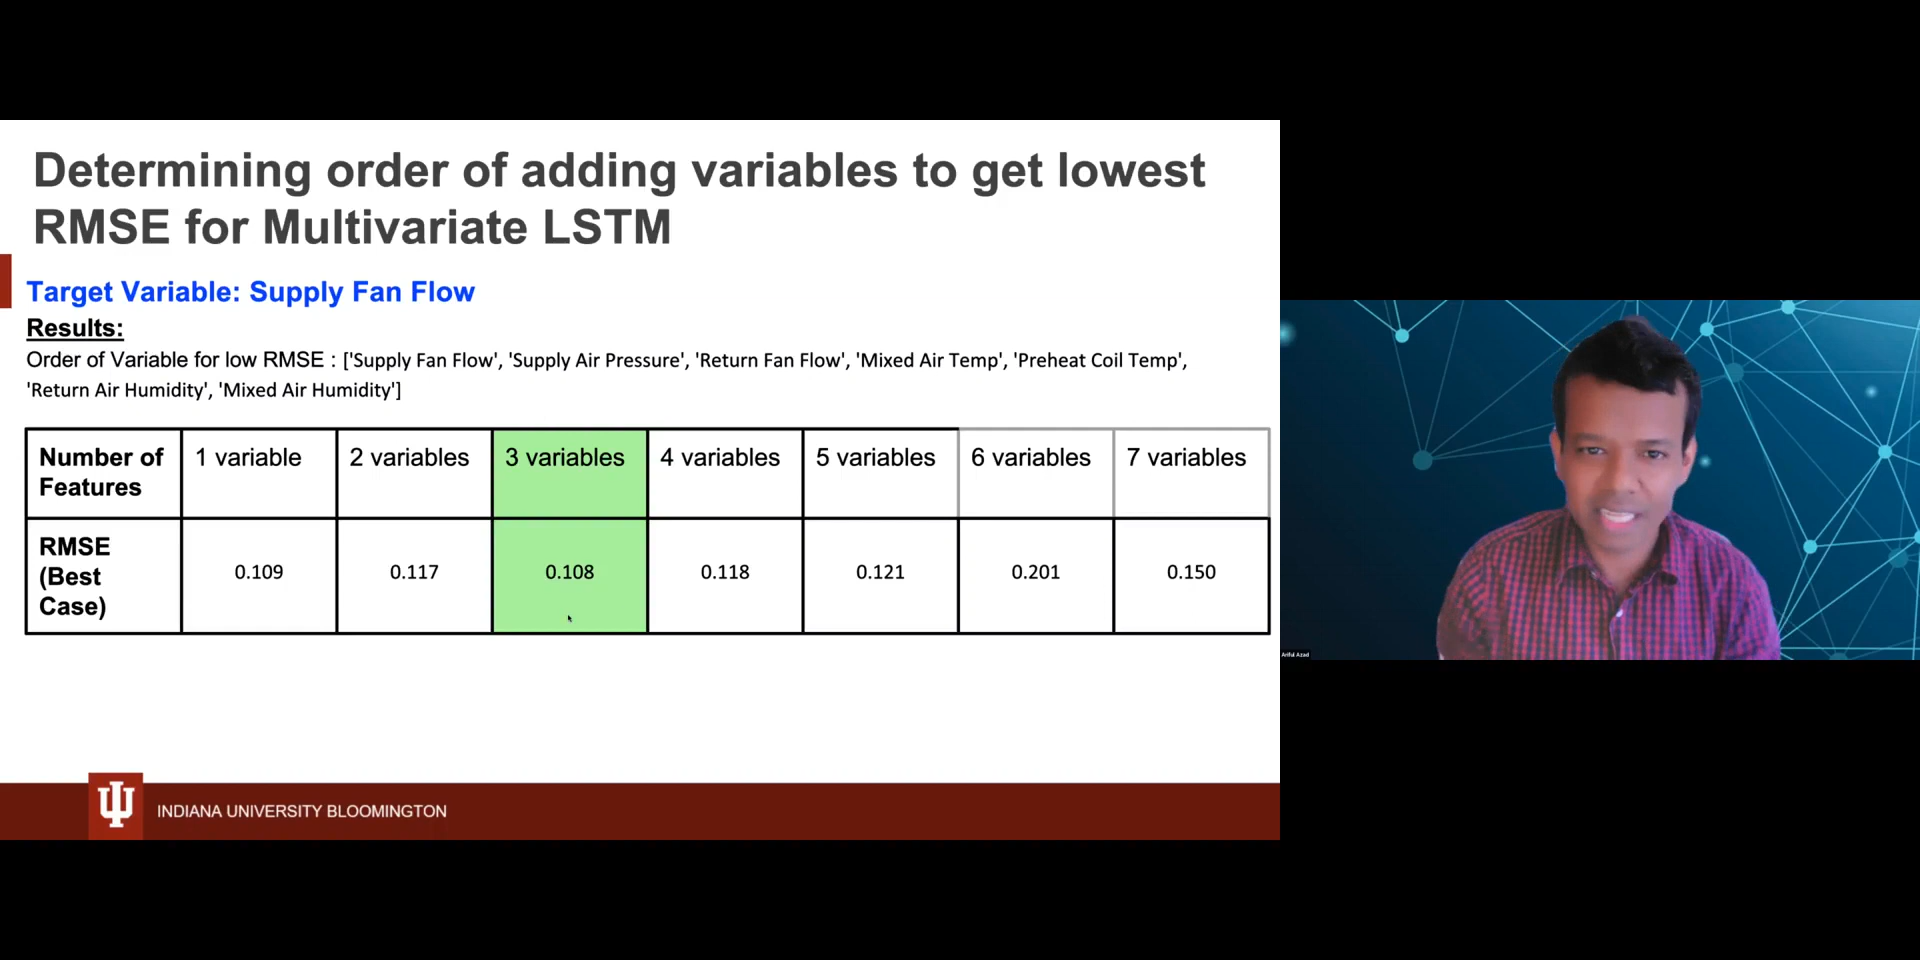 Determining order of adding variables to get lowest
RMSE for Multivariate LSTM
Target Variable: Supply Fan Flow
Results:
Order of Variable for low RMSE : ['Supply Fan Flow', 'Supply Air Pressure', 'Return Fan Flow', 'Mixed Air Temp', 'Preheat Coil Temp',
'Return Air Humidity', 'Mixed Air Humidity']
Number of Features 1 variable 2 variables 3 variables 4 variables 5 variables 6 variables 7 variables
RMSE (Best Case) 0.109 0.117 0.108 0.118 0.121 0.201 0.150
INDIANA UNIVERSITY BLOOMINGTON
Ariful Azad